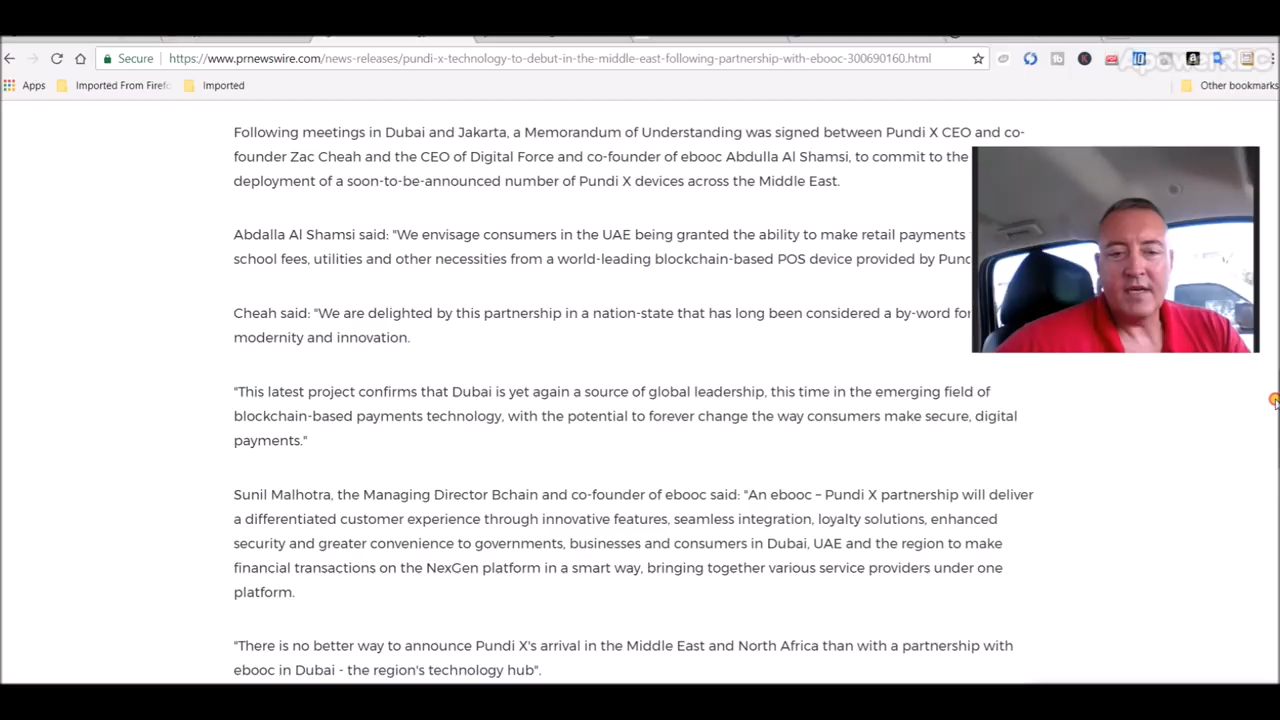 ApowerREC
Secure
https://www.prnewswire.com/news-releases/pundi-x-technology-to-debut-in-the-middle-east-following-partnership-with-ebooc-300690160.html
Apps
Imported From Firefo
Imported
Other bookmarks
Following meetings in Dubai and Jakarta, a Memorandum of Understanding was signed between Pundi X CEO and co-
founder Zac Cheah and the CEO of Digital Force and co-founder of ebooc Abdulla Al Shamsi, to commit to the
deployment of a soon-to-be-announced number of Pundi X devices across the Middle East.
Abdalla Al Shamsi said: "We envisage consumers in the UAE being granted the ability to make retail payments
school fees, utilities and other necessities from a world-leading blockchain-based POS device provided by
Cheah said: "We are delighted by this partnership in a nation-state that has long been considered a by-word for
modernity and innovation.
"This latest project confirms that Dubai is yet again a source of global leadership, this time in the emerging field of
blockchain-based payments technology, with the potential to forever change the way consumers make secure, digital
payments."
Sunil Malhotra, the Managing Director Bchain and co-founder of ebooc said: "An ebooc – Pundi X partnership will deliver
a differentiated customer experience through innovative features, seamless integration, loyalty solutions, enhanced
security and greater convenience to governments, businesses and consumers in Dubai, UAE and the region to make
financial transactions on the NexGen platform in a smart way, bringing together various service providers under one
platform.
"There is no better way to announce Pundi X's arrival in the Middle East and North Africa than with a partnership with
ebooc in Dubai - the region's technology hub".